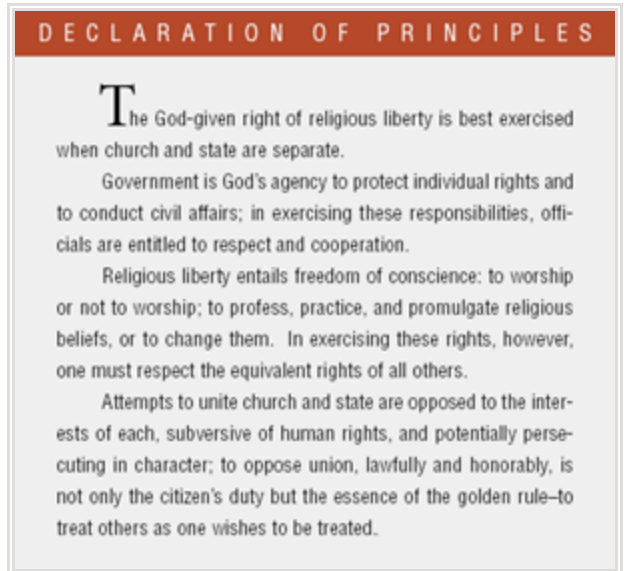 DECLARATION OF PRINCIPLES
The God-given right of religious liberty is best exercised
when church and state are separate.
Government is God's agency to protect individual rights and
to conduct civil affairs; in exercising these responsibilities, offi-
cials are entitled to respect and cooperation.
Religious liberty entails freedom of conscience: to worship
or not to worship; to profess, practice, and promulgate religious
beliefs, or to change them. In exercising these rights, however,
one must respect the equivalent rights of all others.
Attempts to unite church and state are opposed to the inter-
ests of each, subversive of human rights, and potentially perse-
cuting in character; to oppose union, lawfully and honorably, is
not only the citizen's duty but the essence of the golden rule–to
treat others as one wishes to be treated.